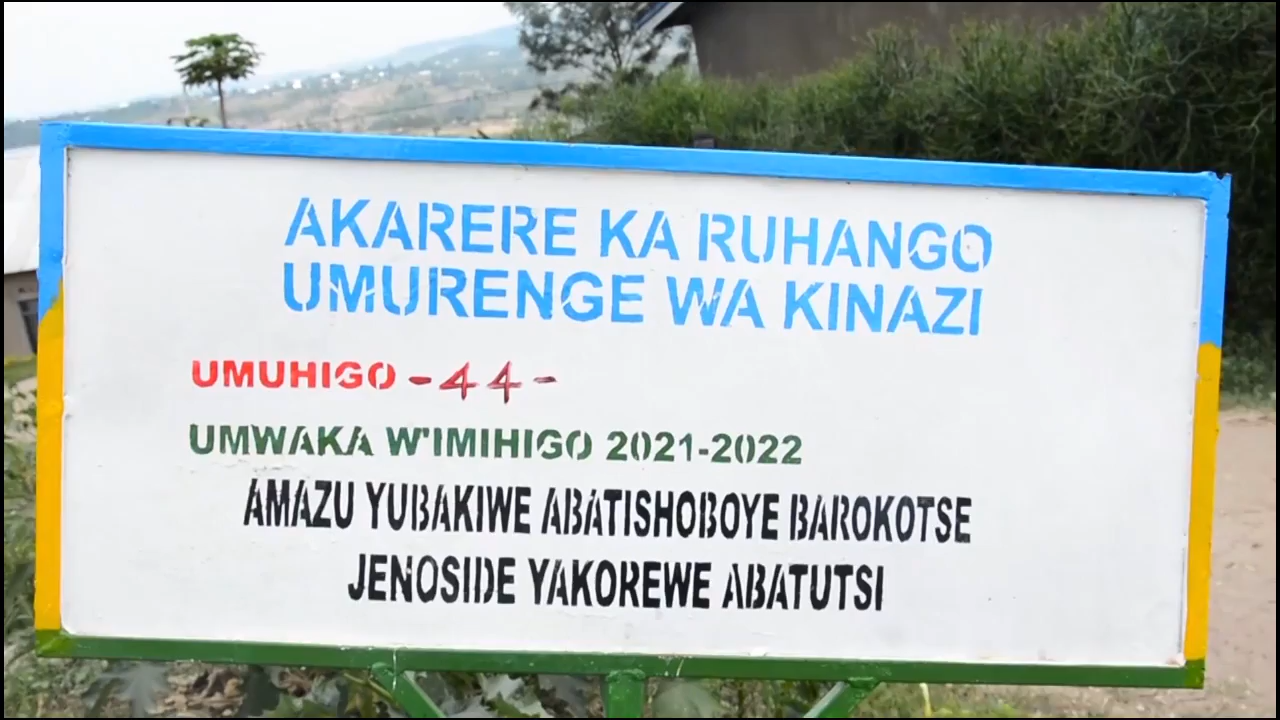 AKARERE KA RUHANGO
UMURENGE WA KINAZI
UMUHIGO -44-
UMWAKA W'IMIHIGO 2021-2022
AMAZU YUBAKIWE ABATISHOBOYE BAROKOTSE
JENOSIDE YAKOREWE ABATUTSI